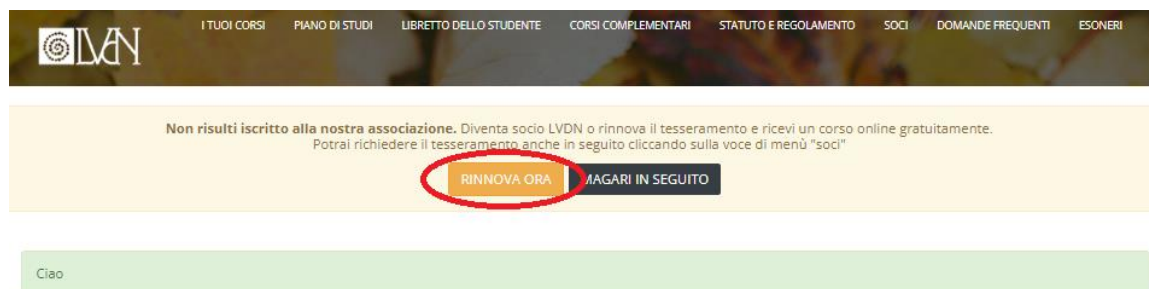 LVDN
I TUOI CORSI PIANO DI STUDI LIBRETTO DELLO STUDENTE CORSI COMPLEMENTARI STATUTO E REGOLAMENTO SOCI DOMANDE FREQUENTI ESONERI
Non risulti iscritto alla nostra associazione. Diventa socio LVDN o rinnova il tesseramento e ricevi un corso online gratuitamente.
Potrai richiedere il tesseramento anche in seguito cliccando sulla voce di menù "soci"
RINNOVA ORA MAGARI IN SEGUITO
Ciao